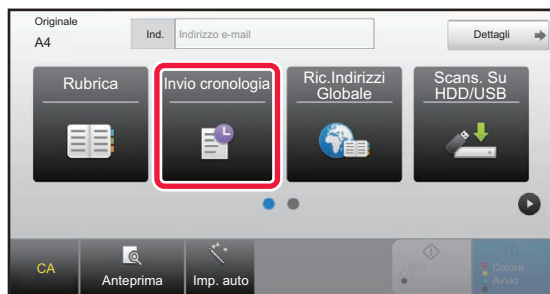 Originale
A4
Ind.
Indirizzo e-mail
Dettagli
Rubrica
Invio cronologia
Ric.Indirizzi
Globale
Scans. Su
HDD/USB
CA
Anteprima
Imp. auto
B/N
Colore
Avvio